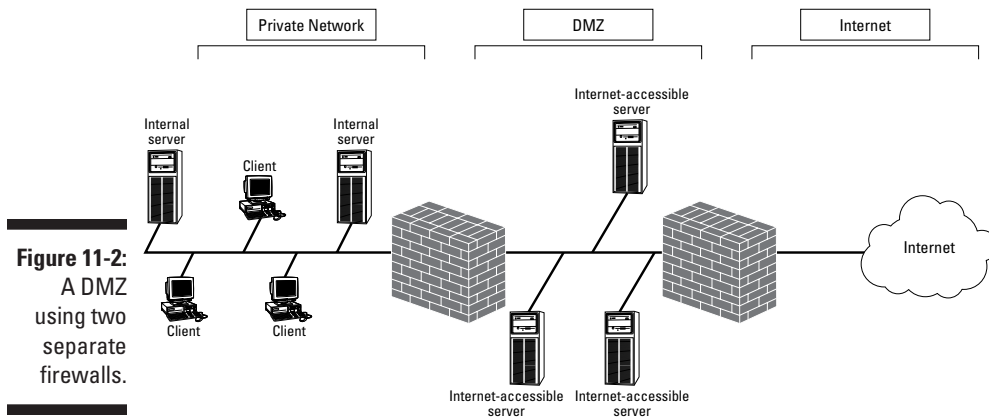 Private Network
DMZ
Internet
Internet-accessible
server
Internal
server
Internal
server
Client
Internet
Figure 11-2:
A DMZ
using two
separate
firewalls.
Client
Client
Internet-accessible
server
Internet-accessible
server